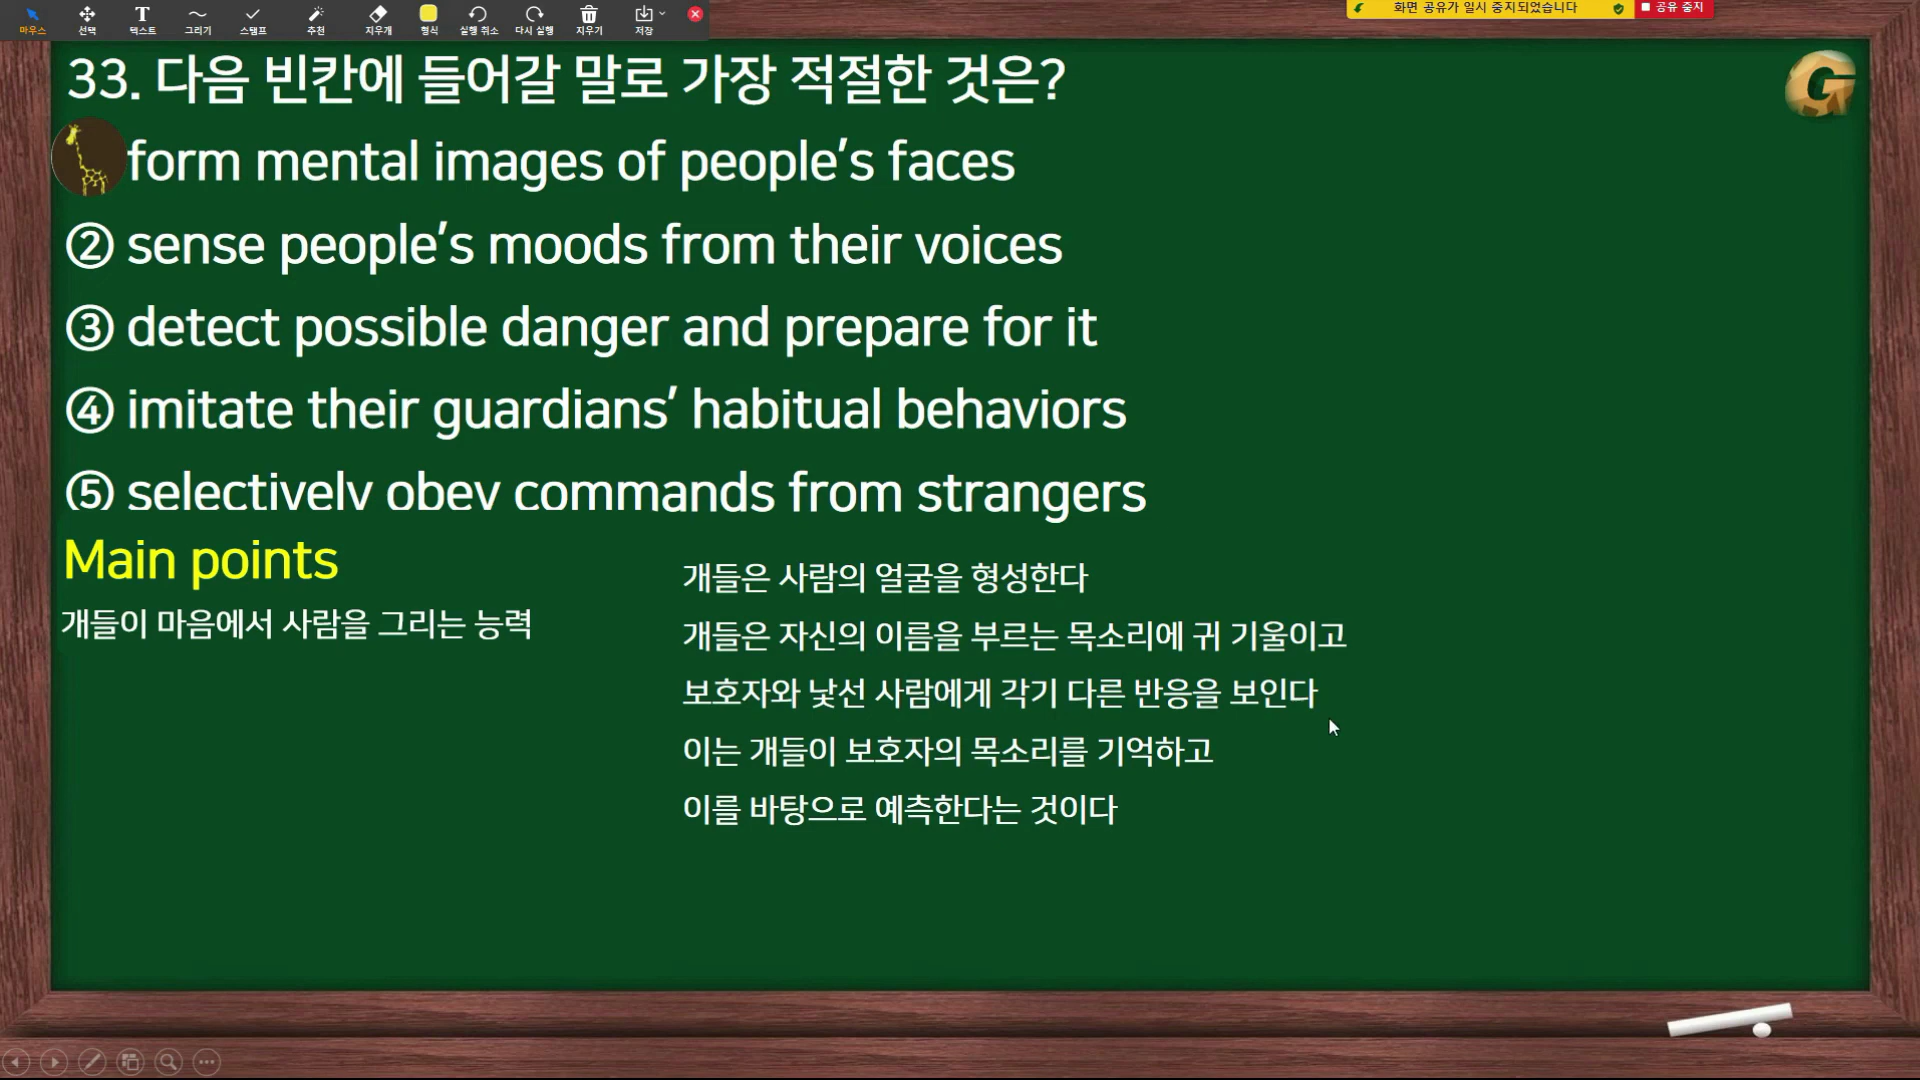 마우스 선택 텍스트 그리기 스탬프 추천 지우개 형식 실행 취소 다시 실행 지우기 저장
화면 공유가 일시 중지되었습니다 공유 중지
33. 다음 빈칸에 들어갈 말로 가장 적절한 것은?
form mental images of people's faces
② sense people's moods from their voices
③ detect possible danger and prepare for it
④ imitate their guardians' habitual behaviors
⑤ selectively obey commands from strangers
Main points
개들이 마음에서 사람을 그리는 능력
개들은 사람의 얼굴을 형성한다
개들은 자신의 이름을 부르는 목소리에 귀 기울이고
보호자와 낯선 사람에게 각기 다른 반응을 보인다
이는 개들이 보호자의 목소리를 기억하고
이를 바탕으로 예측한다는 것이다